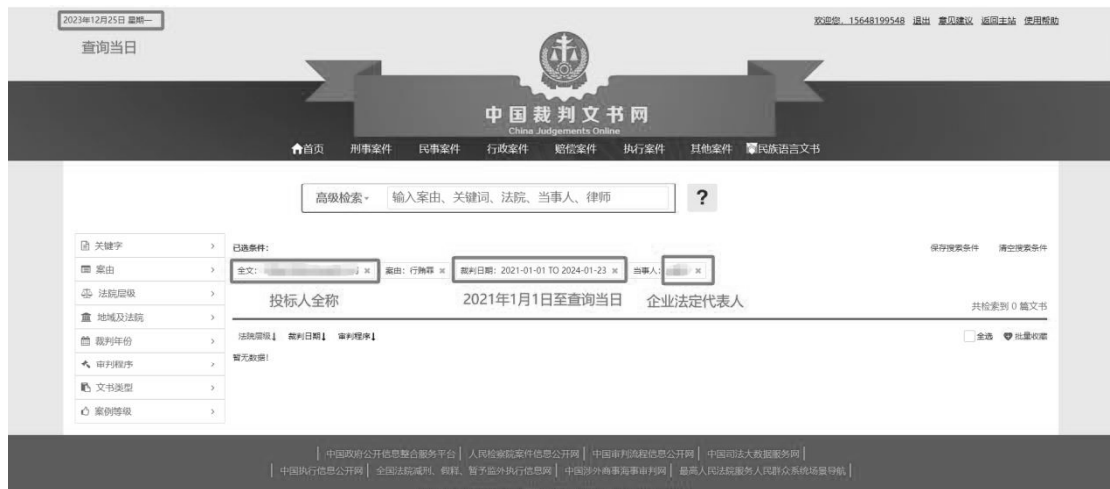 2023年12月25日 星期一
欢迎您，15648199548 退出 意见建议 返回主站 使用帮助
查询当日
中国裁判文书网
China Judgements Online
首页 刑事案件 民事案件 行政案件 赔偿案件 执行案件 其他案件 民族语言文书
高级检索 输入案由、关键词、法院、当事人、律师 ?
关键字
案由
法院层级
地域及法院
裁判年份
审判程序
文书类型
案例等级
已选条件：
保存搜索条件 清空搜索条件
全文： × 案由：行贿罪 × 裁判日期：2021-01-01 TO 2024-01-23 × 当事人： ×
投标人全称 2021年1月1日至查询当日 企业法定代表人
共检索到 0 篇文书
法院层级↓ 裁判日期↓ 审判程序↓
全选 批量收藏
暂无数据!
| 中国政府公开信息整合服务平台 | 人民检察院案件信息公开网 | 中国审判流程信息公开网 | 中国司法大数据服务网 |
| 中国执行信息公开网 | 全国法院减刑、假释、暂予监外执行信息网 | 中国涉外商事海事审判网 | 最高人民法院服务人民群众系统场景导航 |